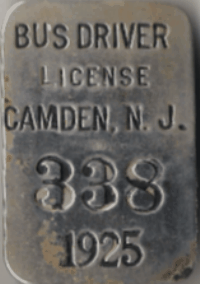 BUS DRIVER
LICENSE
CAMDEN, N. J.
338
1925